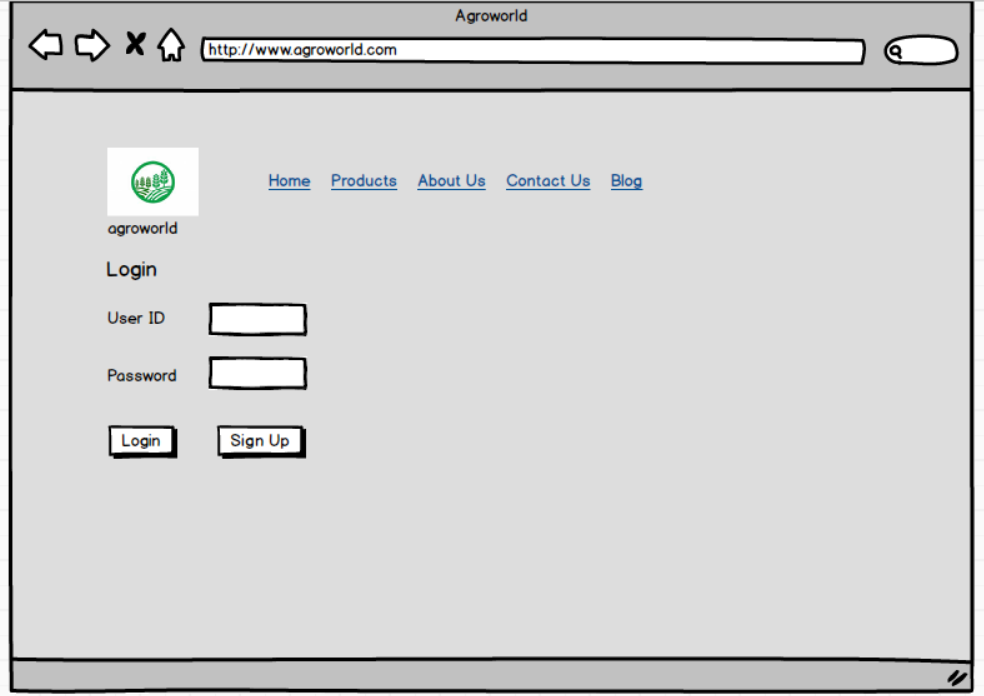 Agroworld
http://www.agroworld.com
Home Products About Us Contact Us Blog
agroworld
Login
User ID
Password
Login Sign Up